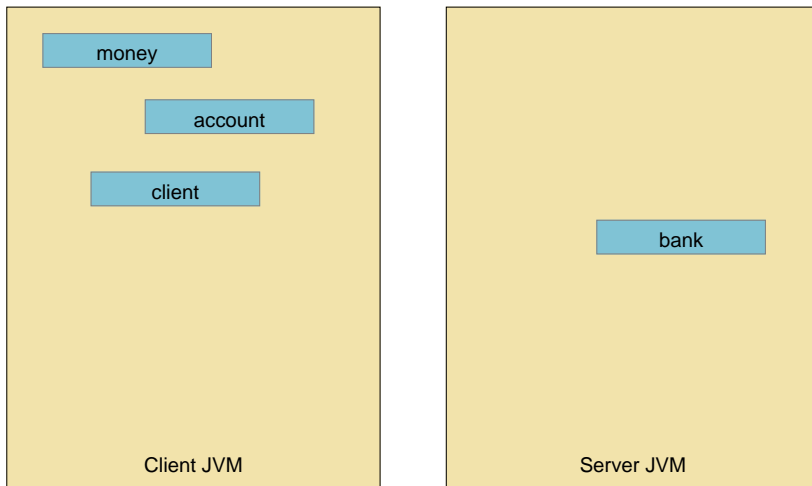 money
account
client
bank
Client JVM
Server JVM